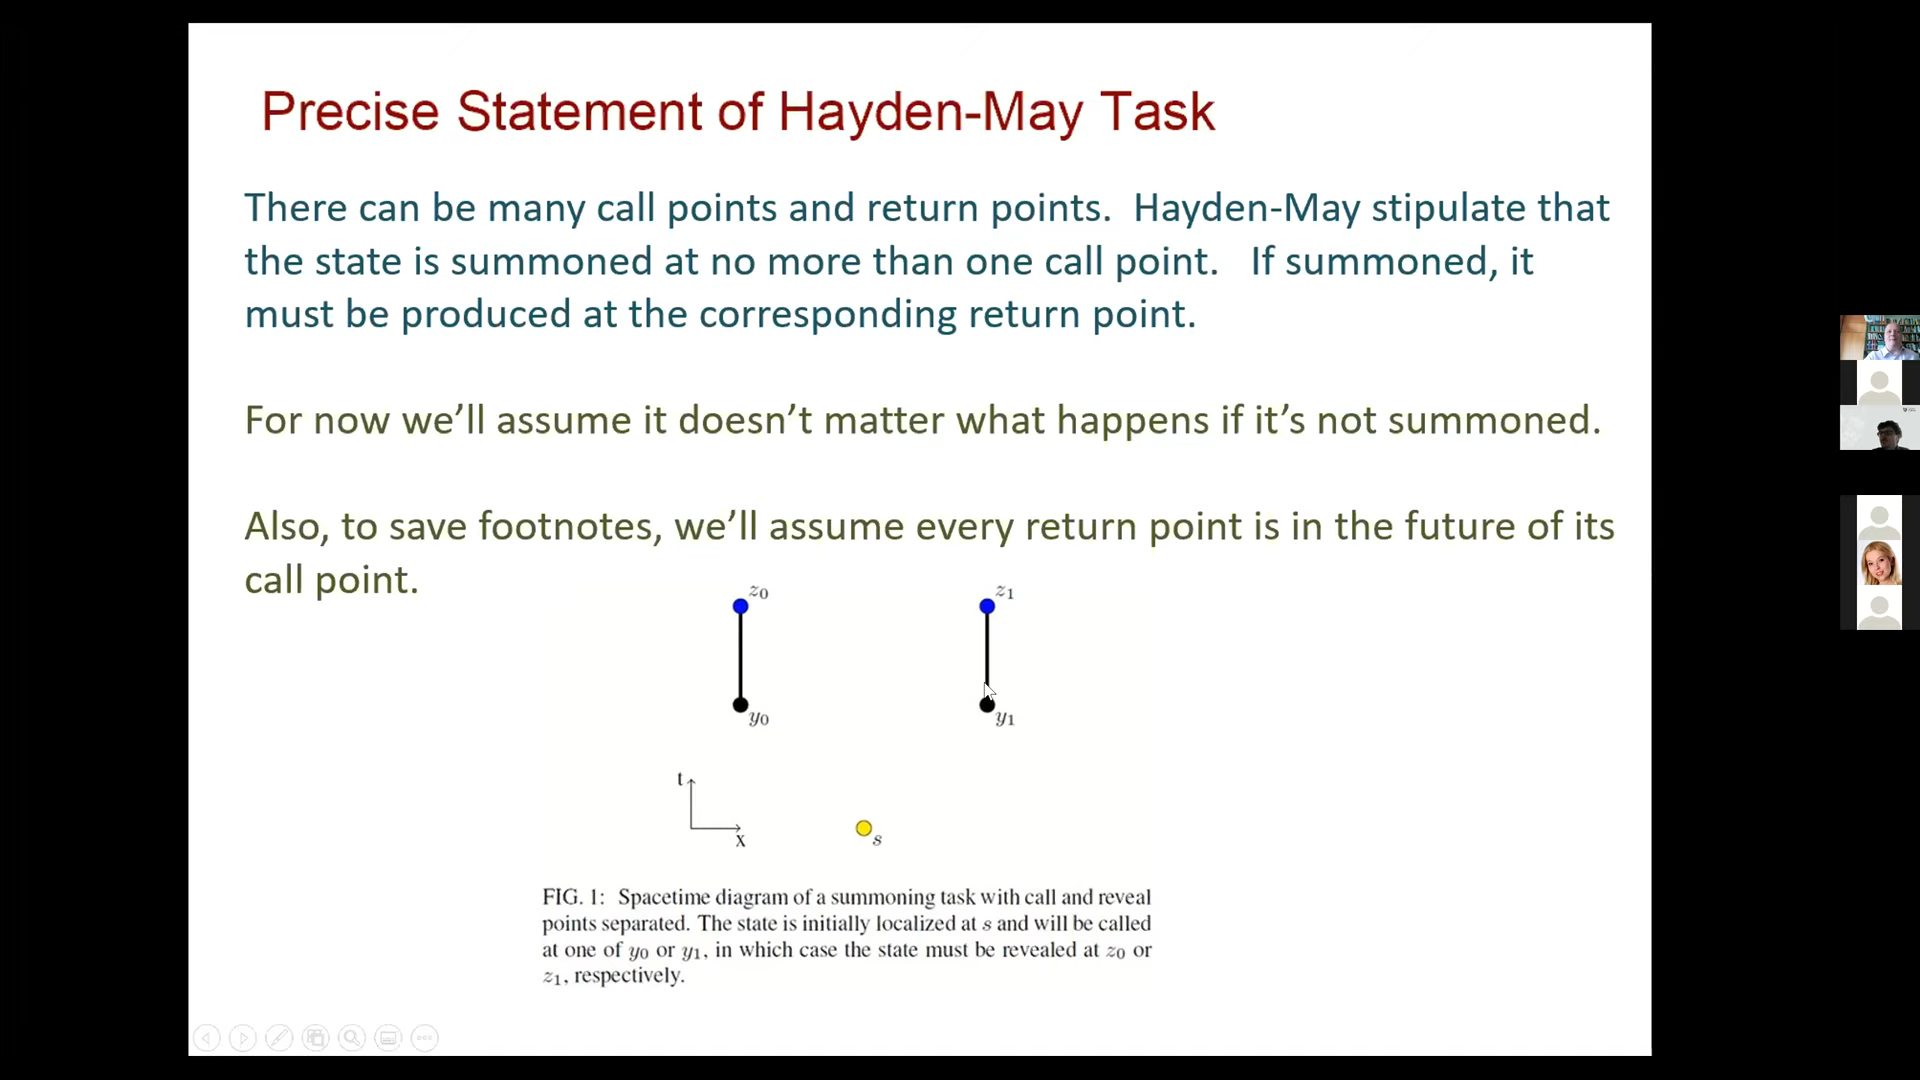 Precise Statement of Hayden-May Task
There can be many call points and return points.  Hayden-May stipulate that
the state is summoned at no more than one call point.   If summoned, it
must be produced at the corresponding return point.
For now we’ll assume it doesn’t matter what happens if it’s not summoned.
Also, to save footnotes, we’ll assume every return point is in the future of its
call point.
z₀
z₁
y₀
y₁
t
x
s
FIG. 1:  Spacetime diagram of a summoning task with call and reveal
points separated. The state is initially localized at s and will be called
at one of y₀ or y₁, in which case the state must be revealed at z₀ or
z₁, respectively.